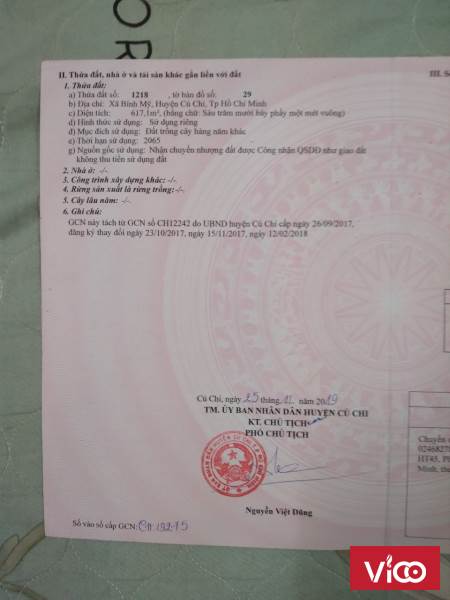 FOR
II. Thửa đất, nhà ở và tài sản khác gắn liền với đất
III. Sơ
1. Thửa đất:
a) Thửa đất số: 1218 , tờ bản đồ số: 29
b) Địa chỉ: Xã Bình Mỹ, Huyện Củ Chi, Tp Hồ Chí Minh
c) Diện tích: 617,1m², (bằng chữ: Sáu trăm mười bảy phẩy một mét vuông)
d) Hình thức sử dụng: Sử dụng riêng
đ) Mục đích sử dụng: Đất trồng cây hàng năm khác
e)Thời hạn sử dụng: 2065
g) Nguồn gốc sử dụng: Nhận chuyển nhượng đất được Công nhận QSDĐ như giao đất
không thu tiền sử dụng đất
2. Nhà ở: -/-
3. Công trình xây dựng khác: -/-
4. Rừng sản xuất là rừng trồng: -/-
5. Cây lâu năm: -/-
6. Ghi chú:
GCN này tách từ GCN số CH12242 do UBND huyện Củ Chi cấp ngày 26/09/2017,
đăng ký thay đổi ngày 23/10/2017, ngày 15/11/2017, ngày 12/02/2018
Củ Chi, ngày 25 tháng 11 năm 2019
TM. ỦY BAN NHÂN DÂN HUYỆN CỦ CHI
KT. CHỦ TỊCH
PHÓ CHỦ TỊCH
Nguyễn Việt Dũng
Số vào sổ cấp GCN:
Chuyển
HT45,
Minh,
ViCO